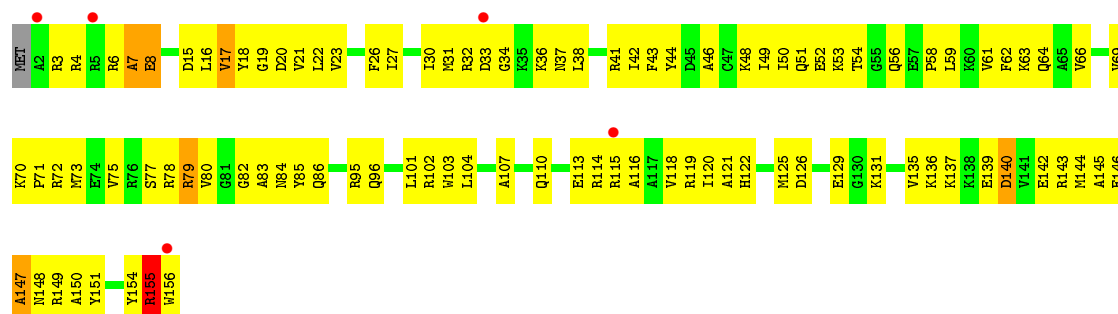 MET A2 R3 R4 R5 R6 A7 E8 D15 L16 V17 Y18 G19 D20 V21 L22 V23 F26 I27 I30 M31 R32 D33 G34 K35 K36 N37 L38 R41 I42 F43 Y44 D45 A46 C47 K48 I49 I50 Q51 E52 K53 T54 G55 Q56 E57 P58 L59 K60 V61 F62 K63 Q64 A65 V66 V69
K70 P71 R72 M73 E74 V75 R76 S77 R78 R79 V80 G81 G82 A83 N84 Y85 Q86 R95 Q96 L101 R102 W103 L104 A107 Q110 E113 R114 R115 A116 A117 V118 R119 I120 A121 H122 M125 D126 E129 G130 K131 V135 K136 K137 K138 E139 D140 V141 E142 R143 M144 A145
A147 N148 R149 A150 Y151 Y154 R155 W156